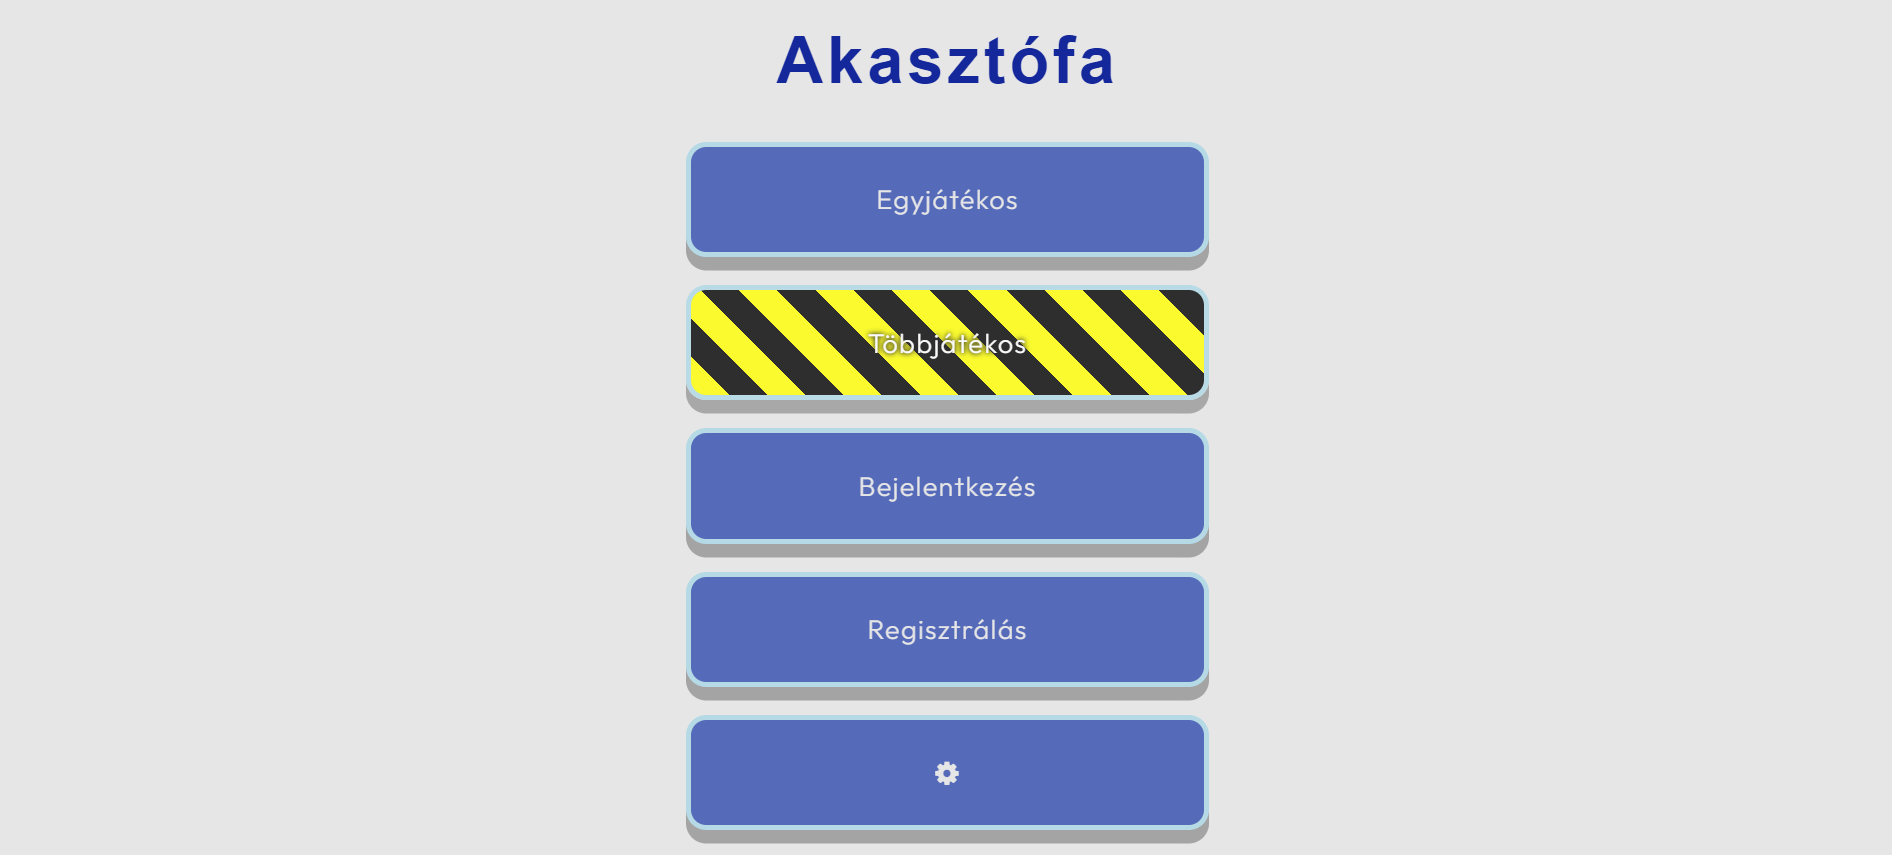 Akasztófa
Egyjátékos
Többjátékos
Bejelentkezés
Regisztrálás